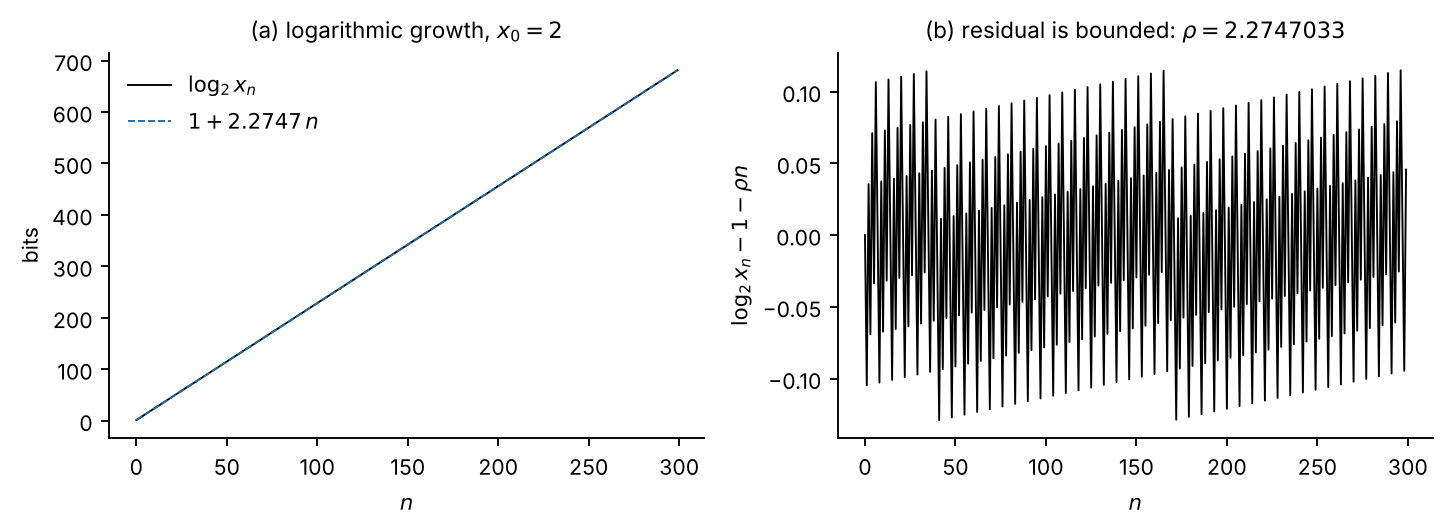 (a) logarithmic growth, x₀ = 2
700
600
500
400
300
200
100
0
bits
log₂ xₙ
1 + 2.2747 n
0 50 100 150 200 250 300
n
(b) residual is bounded: ρ = 2.2747033
0.10
0.05
0.00
−0.05
−0.10
log₂ xₙ − 1 − ρn
0 50 100 150 200 250 300
n